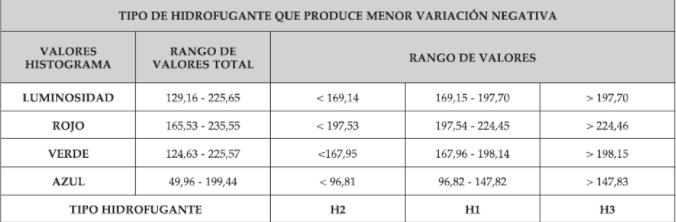 TIPO DE HIDROFUGANTE QUE PRODUCE MENOR VARIACIÓN NEGATIVA
VALORES HISTOGRAMA RANGO DE VALORES TOTAL RANGO DE VALORES
LUMINOSIDAD 129,16 - 225,65 < 169,14 169,15 - 197,70 > 197,70
ROJO 165,53 - 235,55 < 197,53 197,54 - 224,45 > 224,46
VERDE 124,63 - 225,57 <167,95 167,96 - 198,14 > 198,15
AZUL 49,96 - 199,44 < 96,81 96,82 - 147,82 > 147,83
TIPO HIDROFUGANTE H2 H1 H3